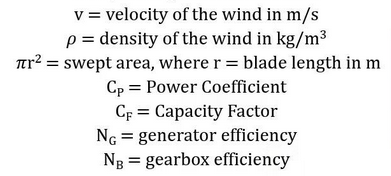 v = velocity of the wind in m/s
ρ = density of the wind in kg/m³
πr² = swept area, where r = blade length in m
C_P = Power Coefficient
C_F = Capacity Factor
N_G = generator efficiency
N_B = gearbox efficiency